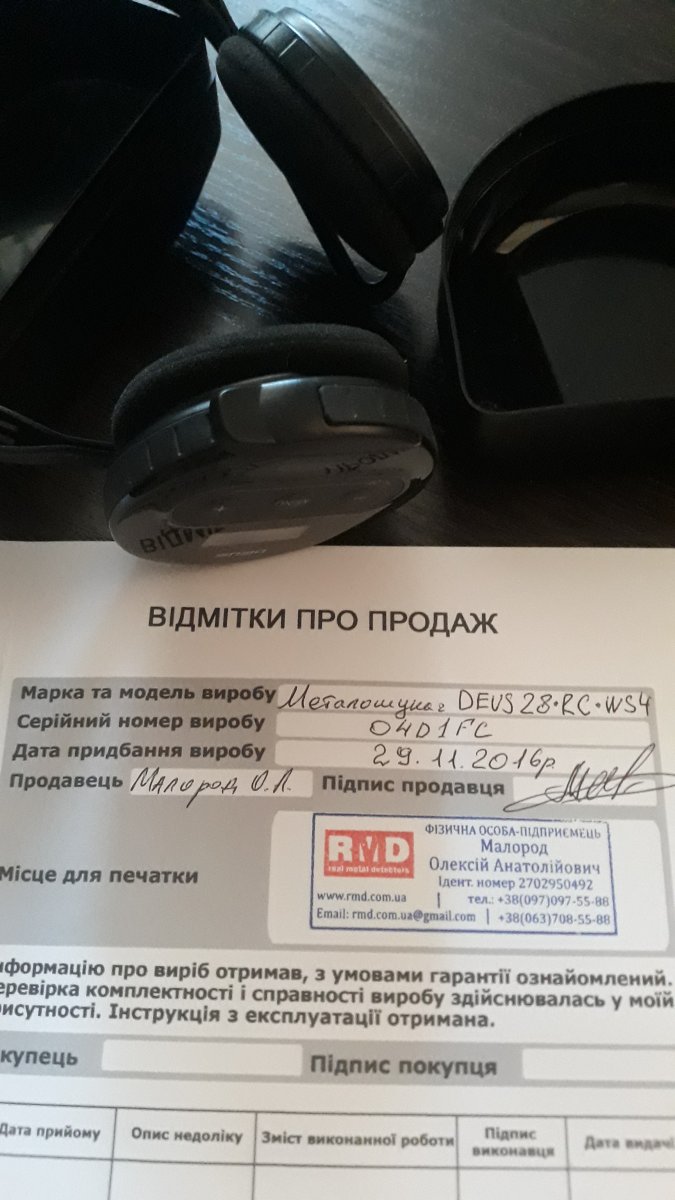 DEUS
ВІДМІТКИ ПРО ПРОДАЖ
Марка та модель виробу Металошукач DEUS 28·RC·WS4
Серійний номер виробу 04D1FC
Дата придбання виробу 29.11.2016р.
Продавець Малород О.Л. Підпис продавця
Місце для печатки
RMD
real metal detectors
ФІЗИЧНА ОСОБА-ПІДПРИЄМЕЦЬ
Малород
Олексій Анатолійович
Ідент. номер 2702950492
www.rmd.com.ua | тел.: +38(097)097-55-88
Email: rmd.com.ua@gmail.com | +38(063)708-55-88
нформацію про виріб отримав, з умовами гарантії ознайомлений.
еревірка комплектності і справності виробу здійснювалась у моїй
рисутності. Інструкція з експлуатації отримана.
купець Підпис покупця
Дата прийому Опис недоліку Зміст виконанної роботи Підпис виконавця Дата видачі